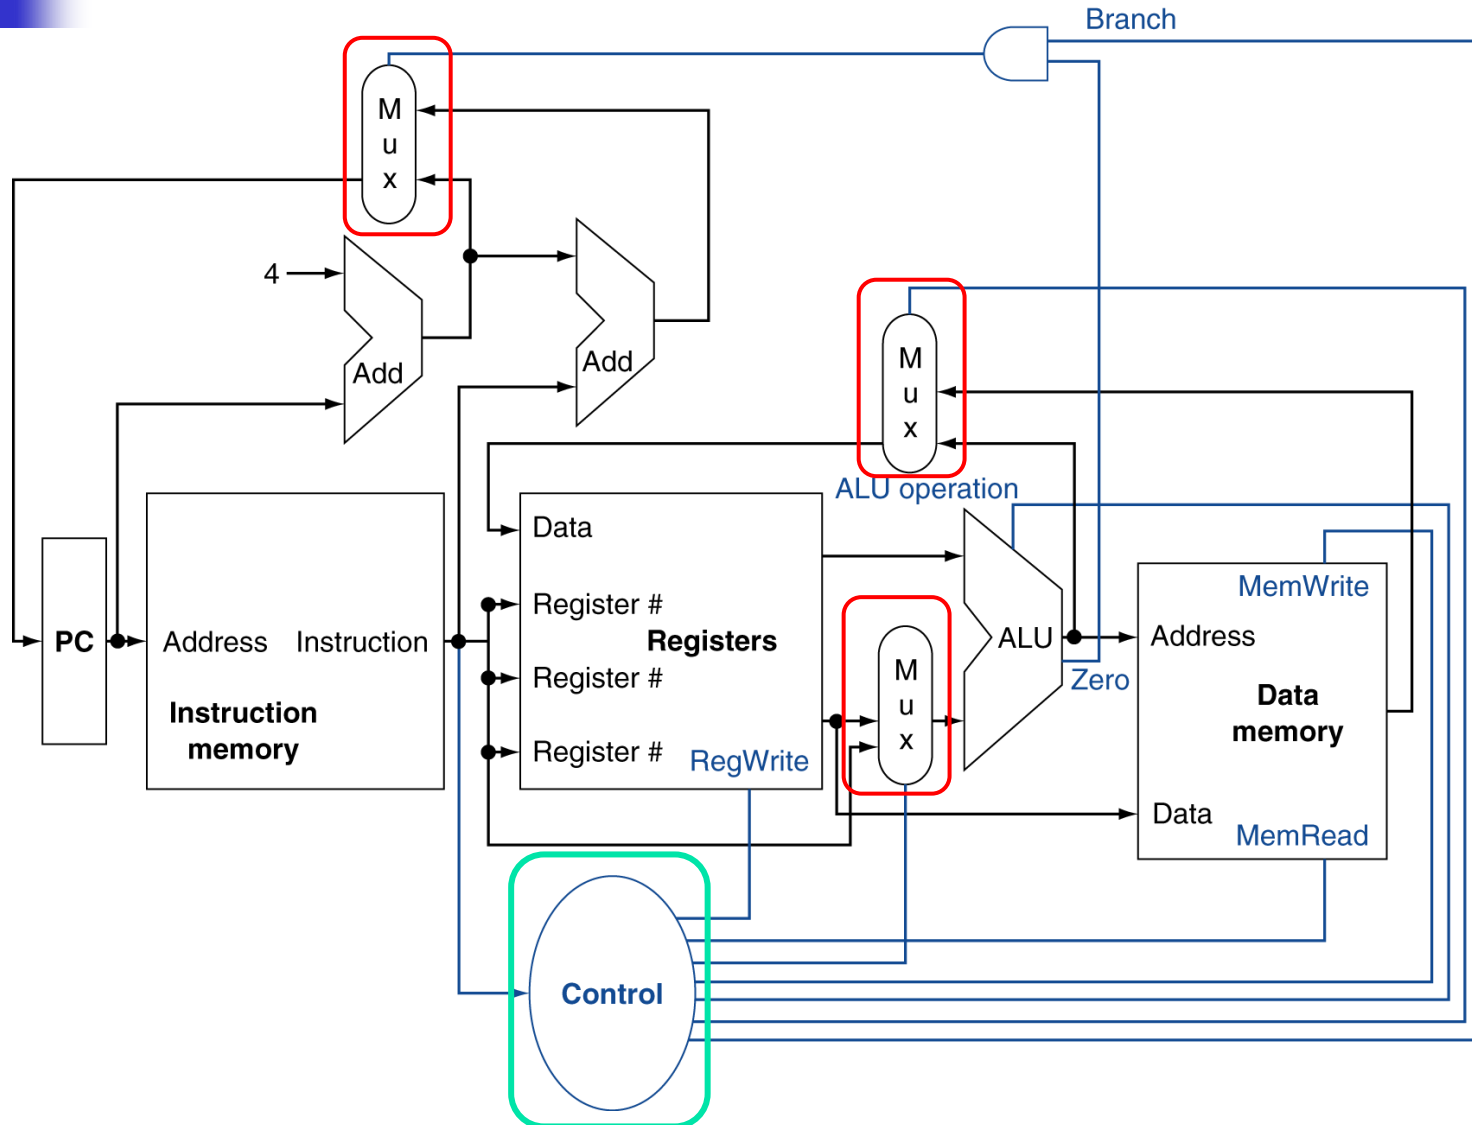 Branch
M
u
x
4
Add
Add
M
u
x
ALU operation
Data
Register #
Register #
Register #
Registers
RegWrite
PC
Address
Instruction
Instruction
memory
M
u
x
ALU
Zero
MemWrite
Address
Data
memory
Data
MemRead
Control